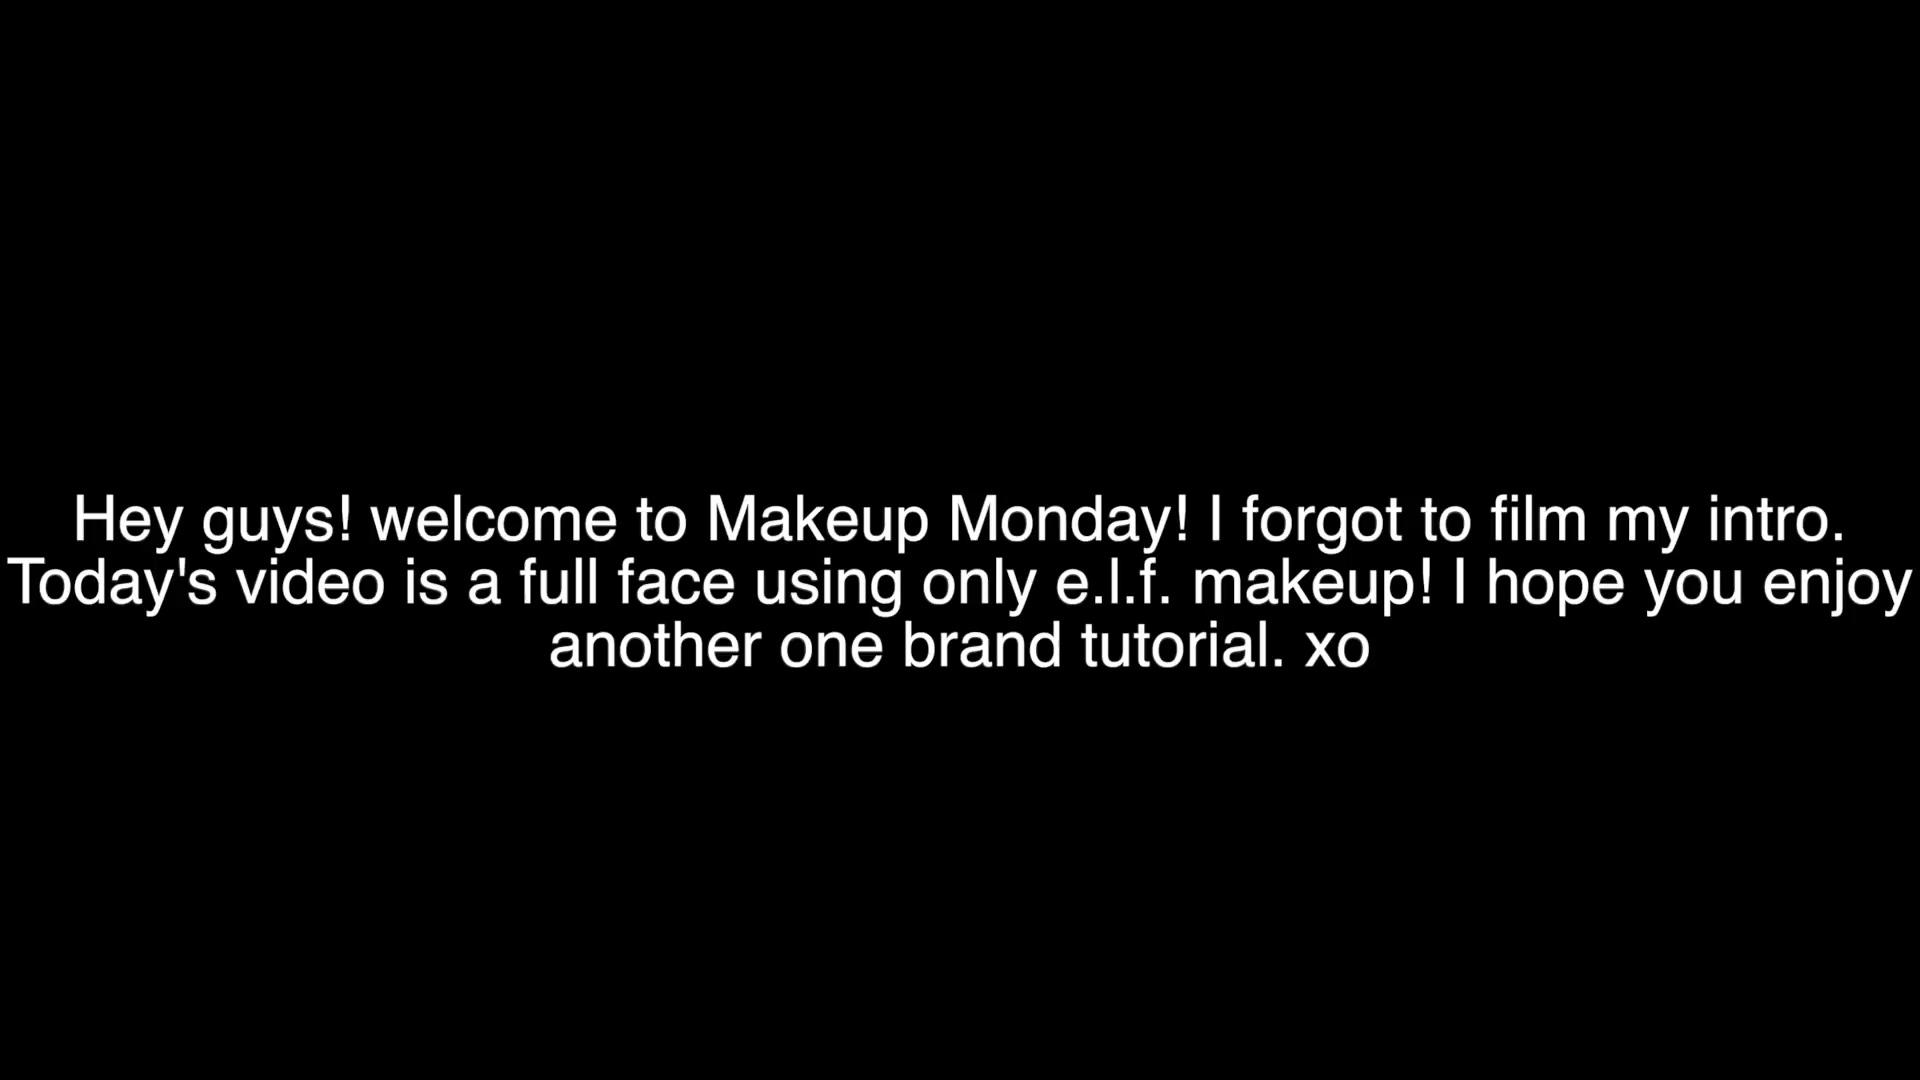 Hey guys! welcome to Makeup Monday! I forgot to film my intro.
Today's video is a full face using only e.l.f. makeup! I hope you enjoy
another one brand tutorial. xo